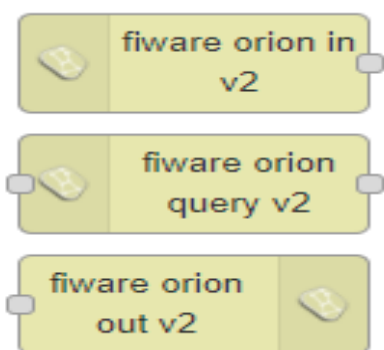 fiware orion in
v2
fiware orion
query v2
fiware orion
out v2